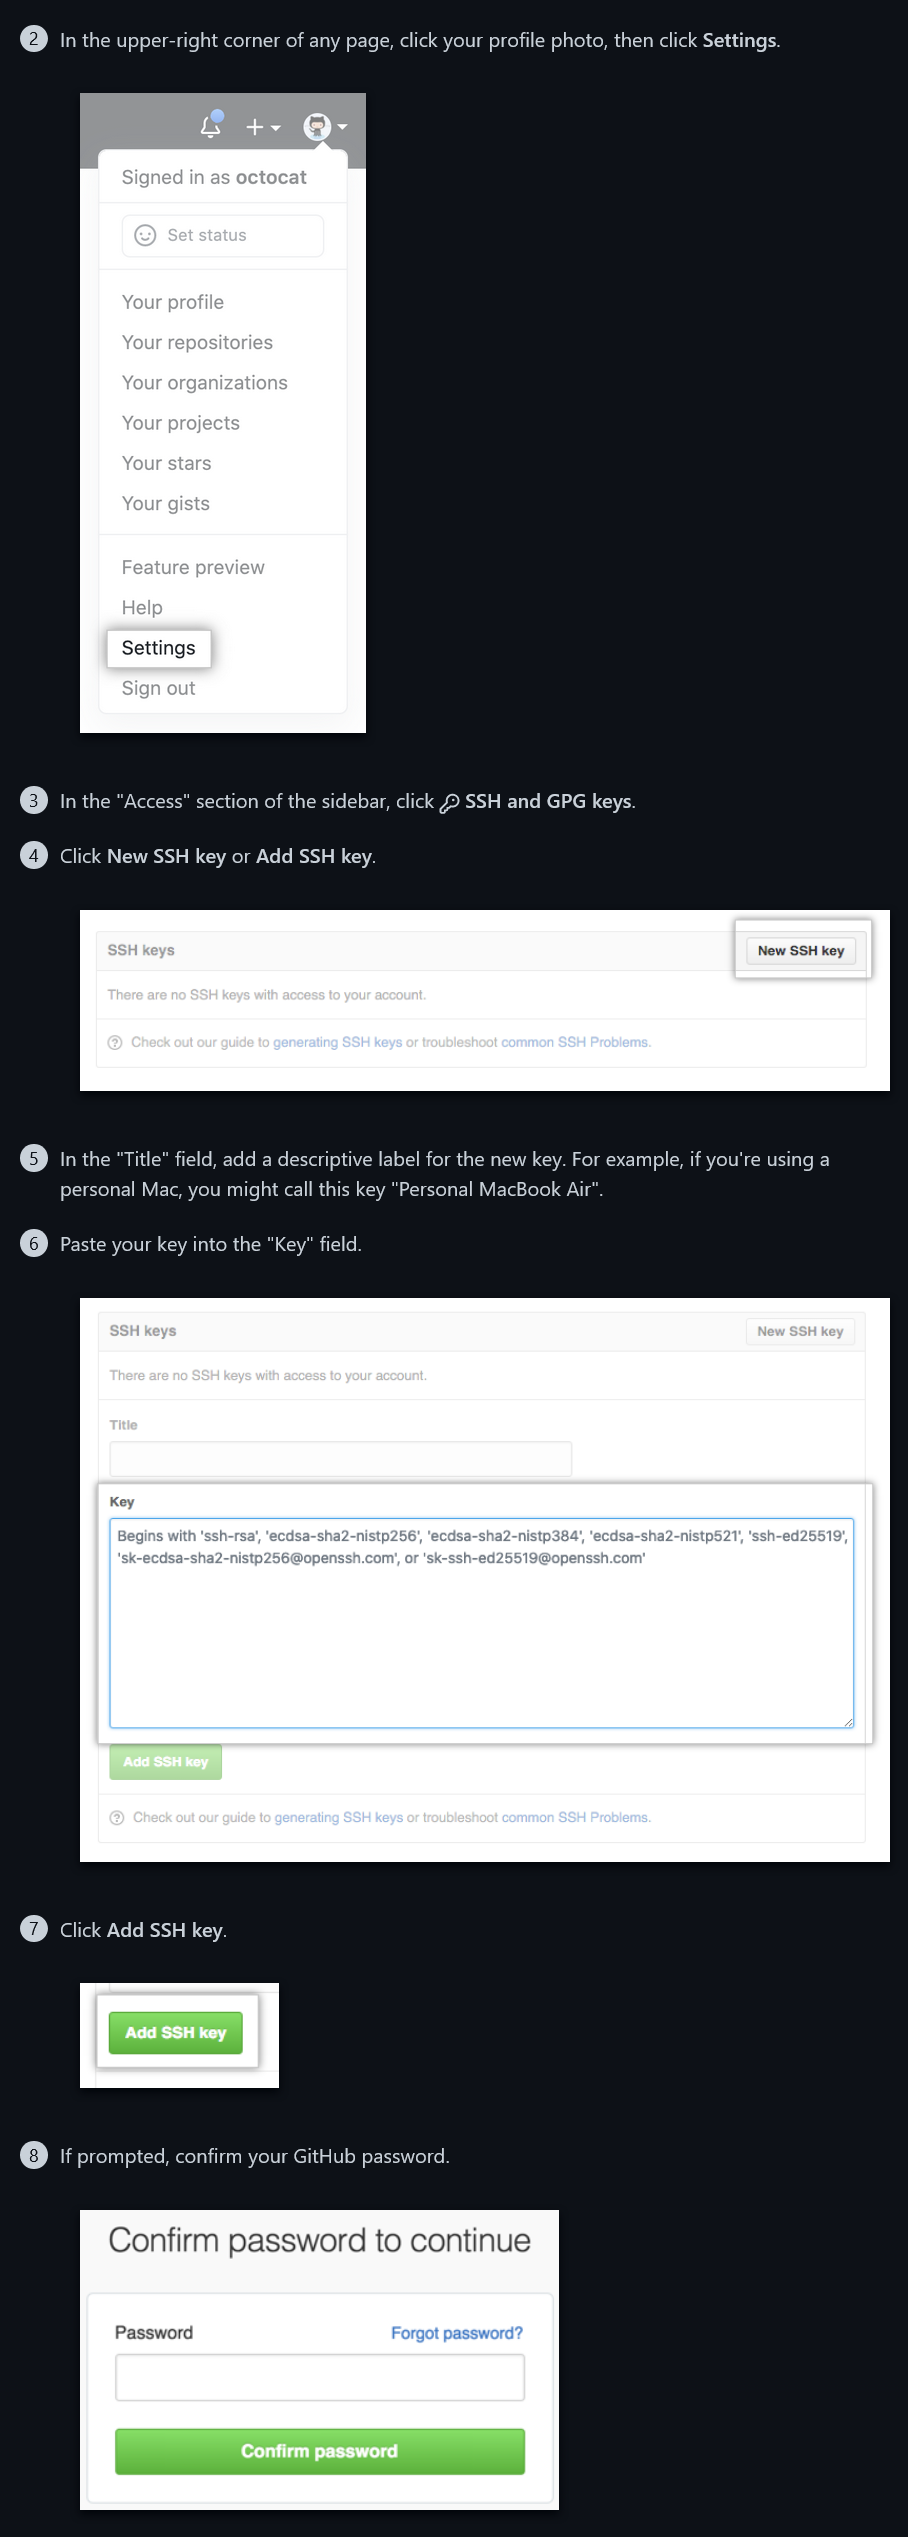 2 In the upper-right corner of any page, click your profile photo, then click Settings.
Signed in as octocat
Set status
Your profile
Your repositories
Your organizations
Your projects
Your stars
Your gists
Feature preview
Help
Settings
Sign out
3 In the "Access" section of the sidebar, click SSH and GPG keys.
4 Click New SSH key or Add SSH key.
SSH keys New SSH key
There are no SSH keys with access to your account.
Check out our guide to generating SSH keys or troubleshoot common SSH Problems.
5 In the "Title" field, add a descriptive label for the new key. For example, if you're using a
personal Mac, you might call this key "Personal MacBook Air".
6 Paste your key into the "Key" field.
SSH keys New SSH key
There are no SSH keys with access to your account.
Title
Key
Begins with 'ssh-rsa', 'ecdsa-sha2-nistp256', 'ecdsa-sha2-nistp384', 'ecdsa-sha2-nistp521', 'ssh-ed25519',
'sk-ecdsa-sha2-nistp256@openssh.com', or 'sk-ssh-ed25519@openssh.com'
Add SSH key
Check out our guide to generating SSH keys or troubleshoot common SSH Problems.
7 Click Add SSH key.
Add SSH key
8 If prompted, confirm your GitHub password.
Confirm password to continue
Password Forgot password?
Confirm password